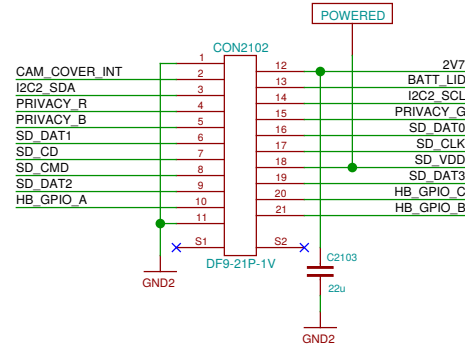 POWERED
CON2102
1 12 2V7
CAM_COVER_INT 2 13 BATT_LID
I2C2_SDA 3 14 I2C2_SCL
PRIVACY_R 4 15 PRIVACY_G
PRIVACY_B 5 16 SD_DAT0
SD_DAT1 6 17 SD_CLK
SD_CD 7 18 SD_VDD
SD_CMD 8 19 SD_DAT3
SD_DAT2 9 20 HB_GPIO_C
HB_GPIO_A 10 21 HB_GPIO_B
11
S1 S2
DF9-21P-1V
C2103
GND2
22u
GND2